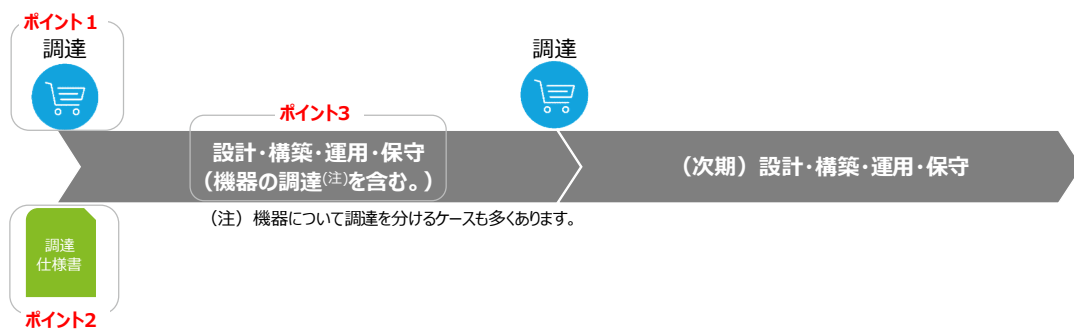 ポイント1
調達
調達
ポイント3
設計・構築・運用・保守
（機器の調達(注)を含む。）
（次期）設計・構築・運用・保守
（注）機器について調達を分けるケースも多くあります。
調達
仕様書
ポイント2